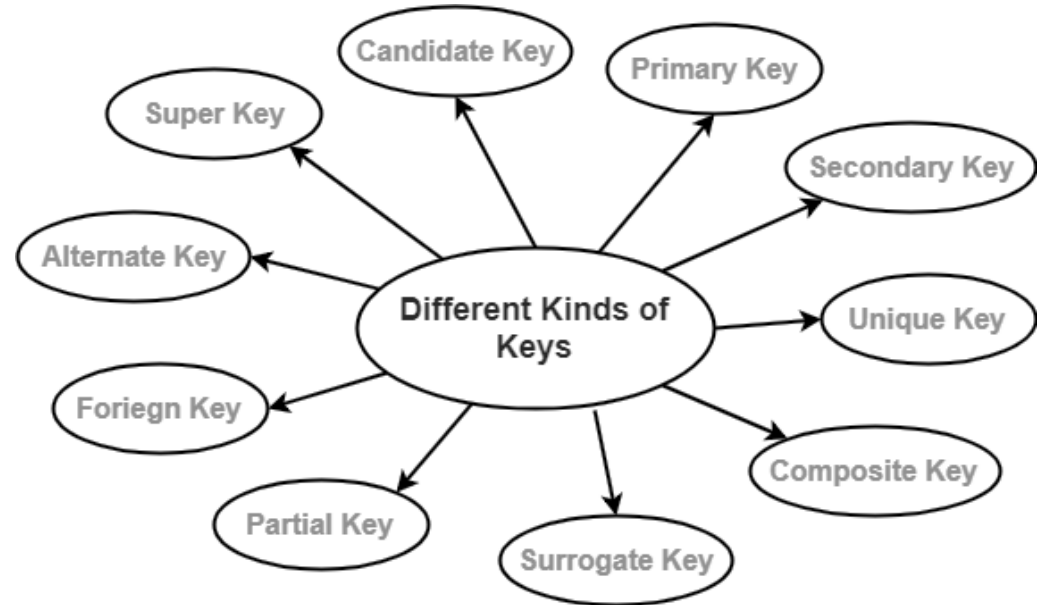 Candidate Key
Primary Key
Super Key
Secondary Key
Alternate Key
Different Kinds of
Keys
Unique Key
Foriegn Key
Composite Key
Partial Key
Surrogate Key